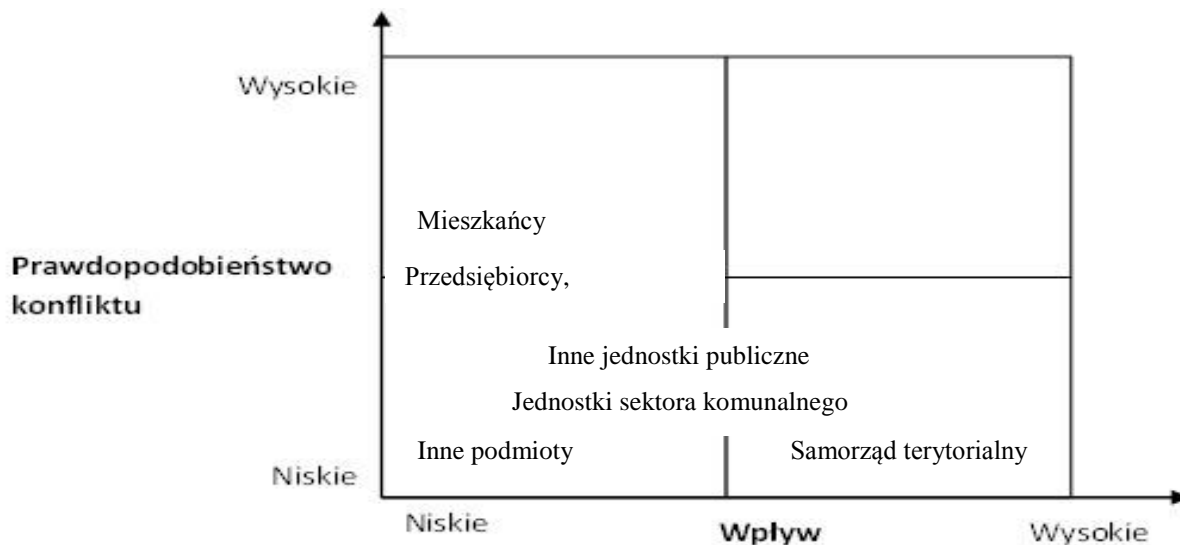 Wysokie
Mieszkańcy
Prawdopodobieństwo
konfliktu
Przedsiębiorcy,
Inne jednostki publiczne
Jednostki sektora komunalnego
Inne podmioty
Samorząd terytorialny
Niskie
Niskie
Wpływ
Wysokie